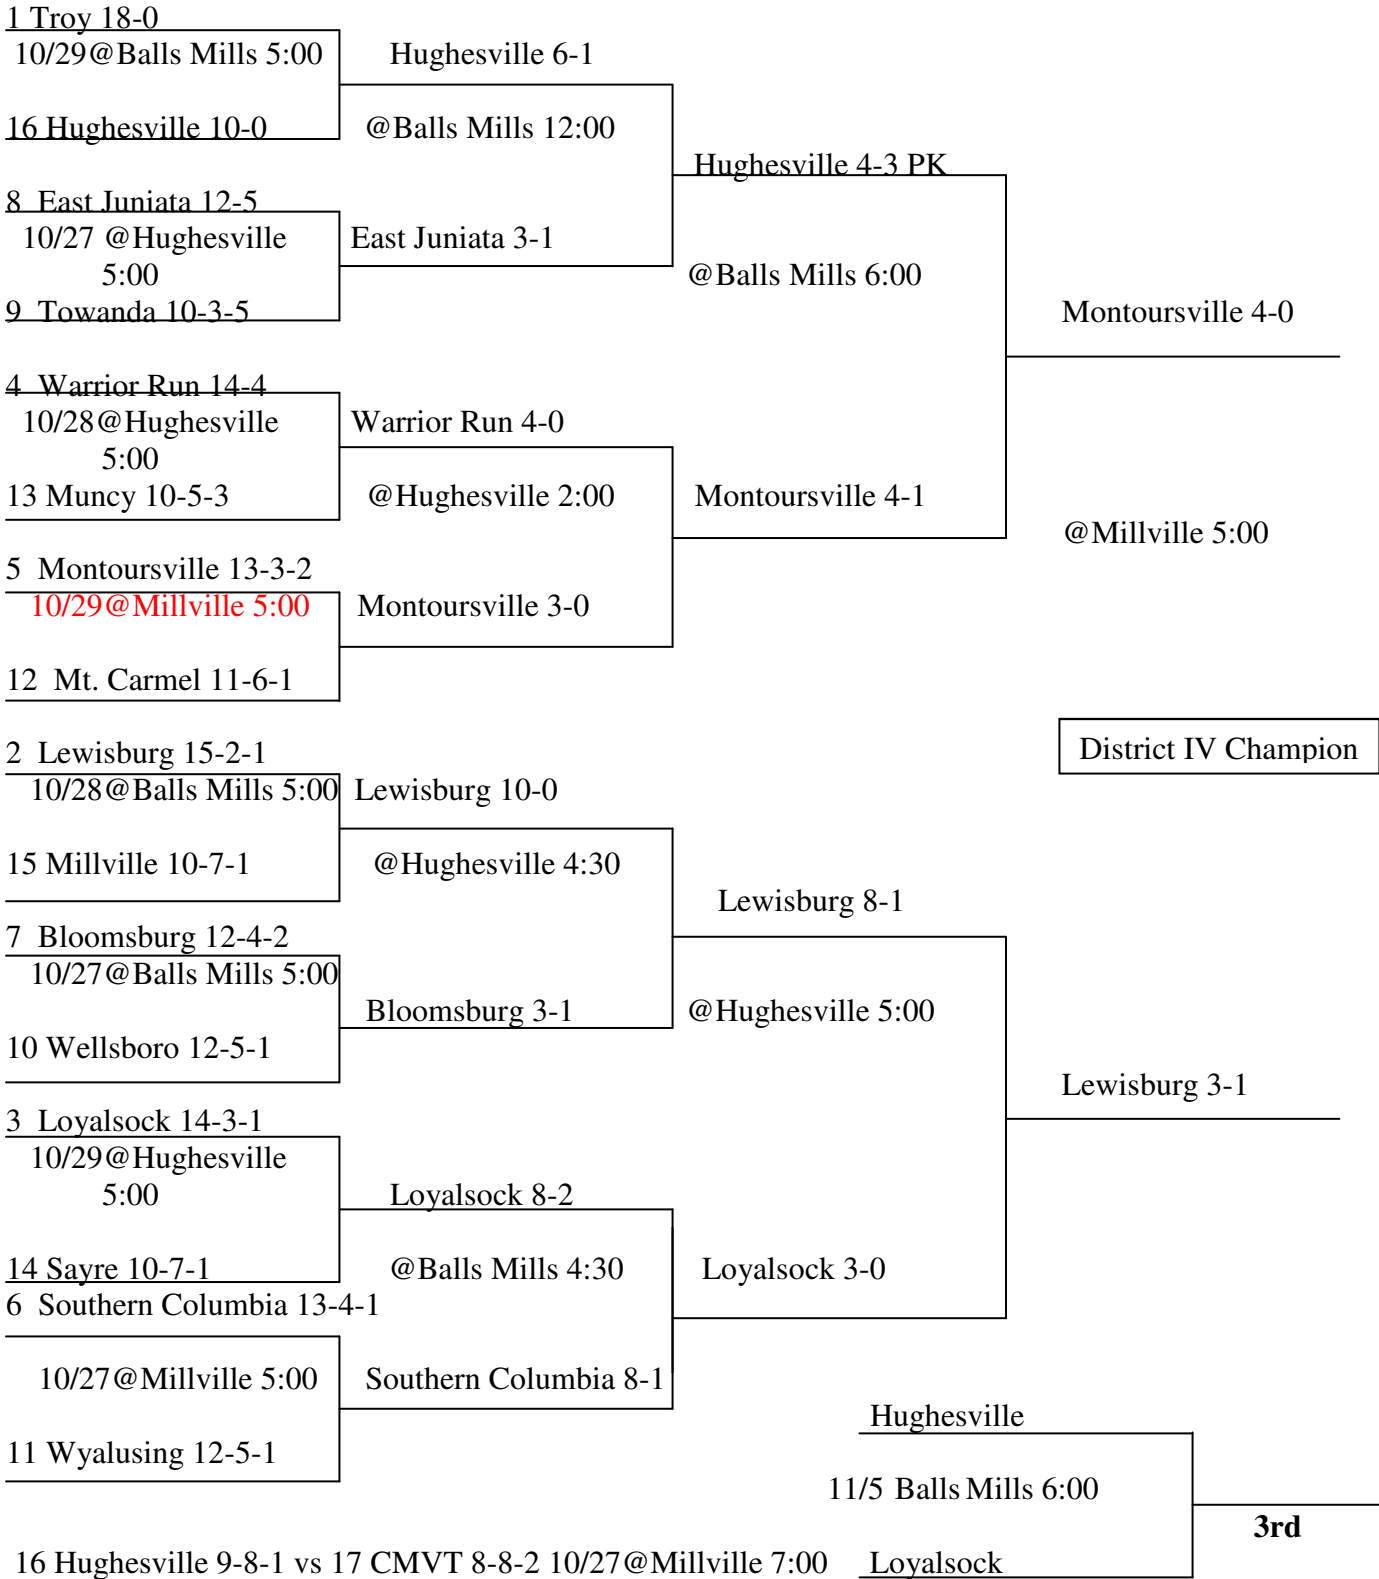 1 Troy 18-0
10/29@Balls Mills 5:00
Hughesville 6-1
16 Hughesville 10-0
@Balls Mills 12:00
Hughesville 4-3 PK
8 East Juniata 12-5
10/27 @Hughesville
5:00
East Juniata 3-1
@Balls Mills 6:00
9 Towanda 10-3-5
Montoursville 4-0
4 Warrior Run 14-4
10/28@Hughesville
5:00
Warrior Run 4-0
13 Muncy 10-5-3
@Hughesville 2:00
Montoursville 4-1
@Millville 5:00
5 Montoursville 13-3-2
10/29@Millville 5:00
Montoursville 3-0
12 Mt. Carmel 11-6-1
District IV Champion
2 Lewisburg 15-2-1
10/28@Balls Mills 5:00
Lewisburg 10-0
15 Millville 10-7-1
@Hughesville 4:30
Lewisburg 8-1
7 Bloomsburg 12-4-2
10/27@Balls Mills 5:00
Bloomsburg 3-1
@Hughesville 5:00
10 Wellsboro 12-5-1
Lewisburg 3-1
3 Loyalsock 14-3-1
10/29@Hughesville
5:00
Loyalsock 8-2
14 Sayre 10-7-1
@Balls Mills 4:30
Loyalsock 3-0
6 Southern Columbia 13-4-1
10/27@Millville 5:00
Southern Columbia 8-1
11 Wyalusing 12-5-1
Hughesville
11/5 Balls Mills 6:00
3rd
16 Hughesville 9-8-1 vs 17 CMVT 8-8-2 10/27@Millville 7:00
Loyalsock